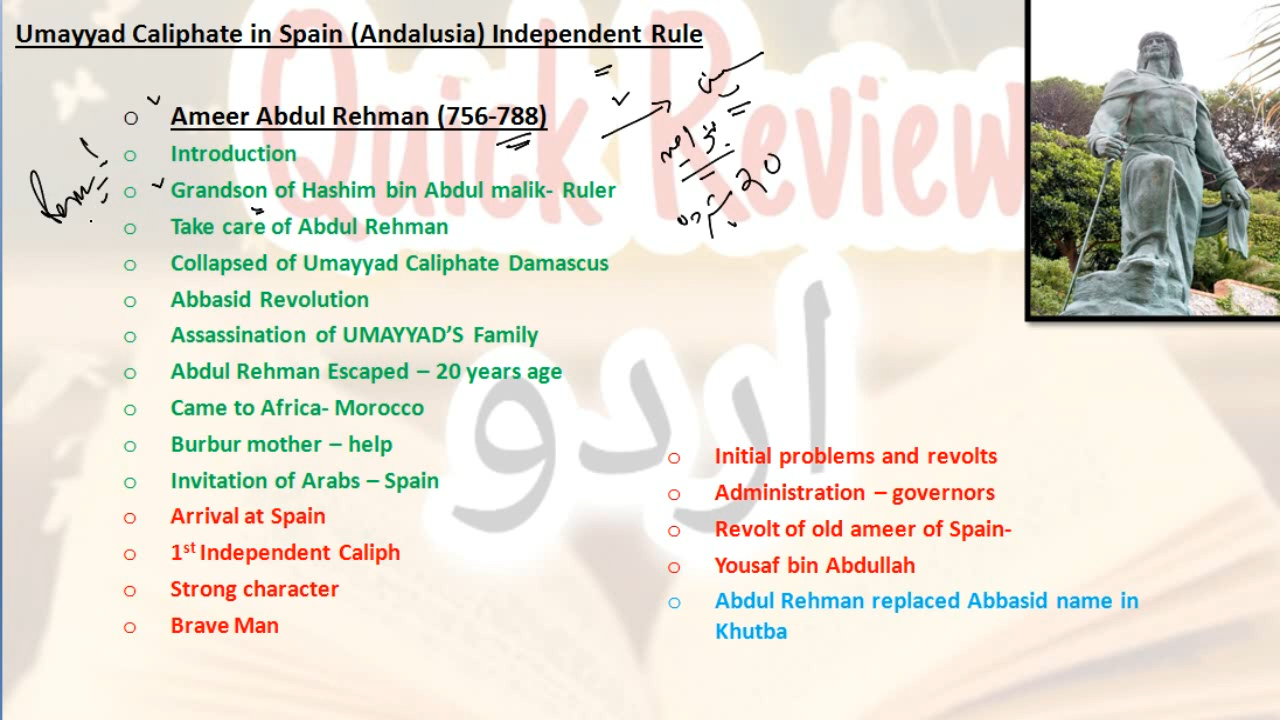 Umayyad Caliphate in Spain (Andalusia) Independent Rule
Ameer Abdul Rehman (756-788)
Introduction
Grandson of Hashim bin Abdul malik- Ruler
Take care of Abdul Rehman
Collapsed of Umayyad Caliphate Damascus
Abbasid Revolution
Assassination of UMAYYAD'S Family
Abdul Rehman Escaped – 20 years age
Came to Africa- Morocco
Burbur mother – help
Invitation of Arabs – Spain
Arrival at Spain
1st Independent Caliph
Strong character
Brave Man
Initial problems and revolts
Administration – governors
Revolt of old ameer of Spain-
Yousaf bin Abdullah
Abdul Rehman replaced Abbasid name in
Khutba
Quick Review
اردو
20